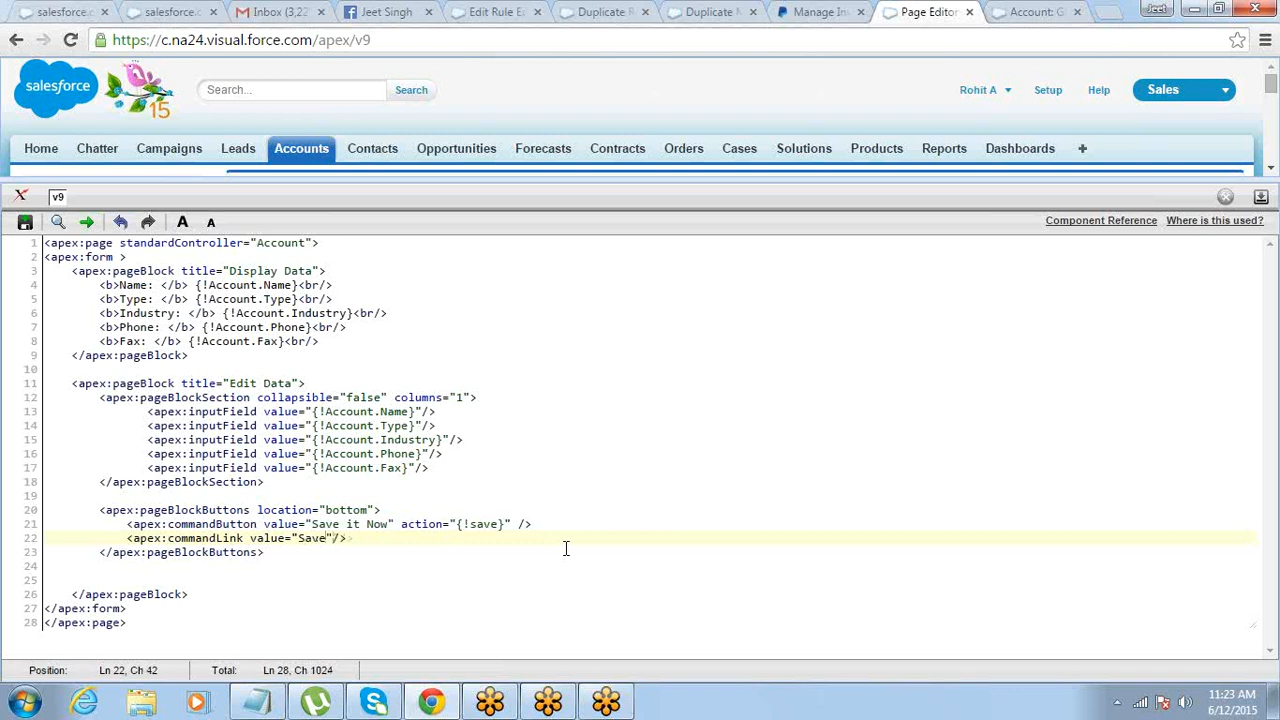 salesforce.c
salesforce.c
Inbox (3,22
Jeet Singh
Edit Rule E
Duplicate R
Duplicate M
Manage In
Page Editor
Account: G
Jeet
https://c.na24.visual.force.com/apex/v9
salesforce
15
Search...
Search
Rohit A
Setup
Help
Sales
Home
Chatter
Campaigns
Leads
Accounts
Contacts
Opportunities
Forecasts
Contracts
Orders
Cases
Solutions
Products
Reports
Dashboards
+
v9
A
A
Component Reference
Where is this used?
1 <apex:page standardController="Account">
2 <apex:form >
3 <apex:pageBlock title="Display Data">
4 <b>Name: </b> {!Account.Name}<br/>
5 <b>Type: </b> {!Account.Type}<br/>
6 <b>Industry: </b> {!Account.Industry}<br/>
7 <b>Phone: </b> {!Account.Phone}<br/>
8 <b>Fax: </b> {!Account.Fax}<br/>
9 </apex:pageBlock>
10
11 <apex:pageBlock title="Edit Data">
12 <apex:pageBlockSection collapsible="false" columns="1">
13 <apex:inputField value="{!Account.Name}"/>
14 <apex:inputField value="{!Account.Type}"/>
15 <apex:inputField value="{!Account.Industry}"/>
16 <apex:inputField value="{!Account.Phone}"/>
17 <apex:inputField value="{!Account.Fax}"/>
18 </apex:pageBlockSection>
19
20 <apex:pageBlockButtons location="bottom">
21 <apex:commandButton value="Save it Now" action="{!save}" />
22 <apex:commandLink value="Save"/>
23 </apex:pageBlockButtons>
24
25
26 </apex:pageBlock>
27 </apex:form>
28 </apex:page>
Position: Ln 22, Ch 42 Total: Ln 28, Ch 1024
11:23 AM
6/12/2015